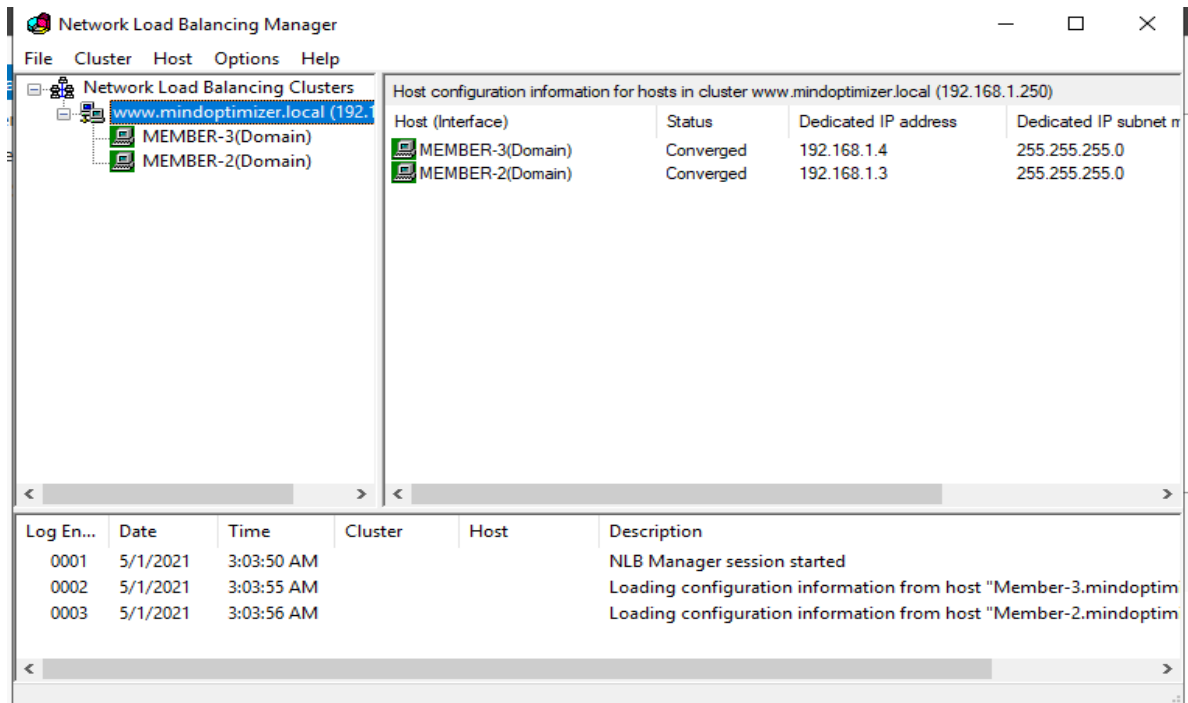 Network Load Balancing Manager
File Cluster Host Options Help
Network Load Balancing Clusters
www.mindoptimizer.local (192.1
MEMBER-3(Domain)
MEMBER-2(Domain)
Host configuration information for hosts in cluster www.mindoptimizer.local (192.168.1.250)
Host (Interface) Status Dedicated IP address Dedicated IP subnet m
MEMBER-3(Domain) Converged 192.168.1.4 255.255.255.0
MEMBER-2(Domain) Converged 192.168.1.3 255.255.255.0
Log En... Date Time Cluster Host Description
0001 5/1/2021 3:03:50 AM NLB Manager session started
0002 5/1/2021 3:03:55 AM Loading configuration information from host "Member-3.mindoptim
0003 5/1/2021 3:03:56 AM Loading configuration information from host "Member-2.mindoptim